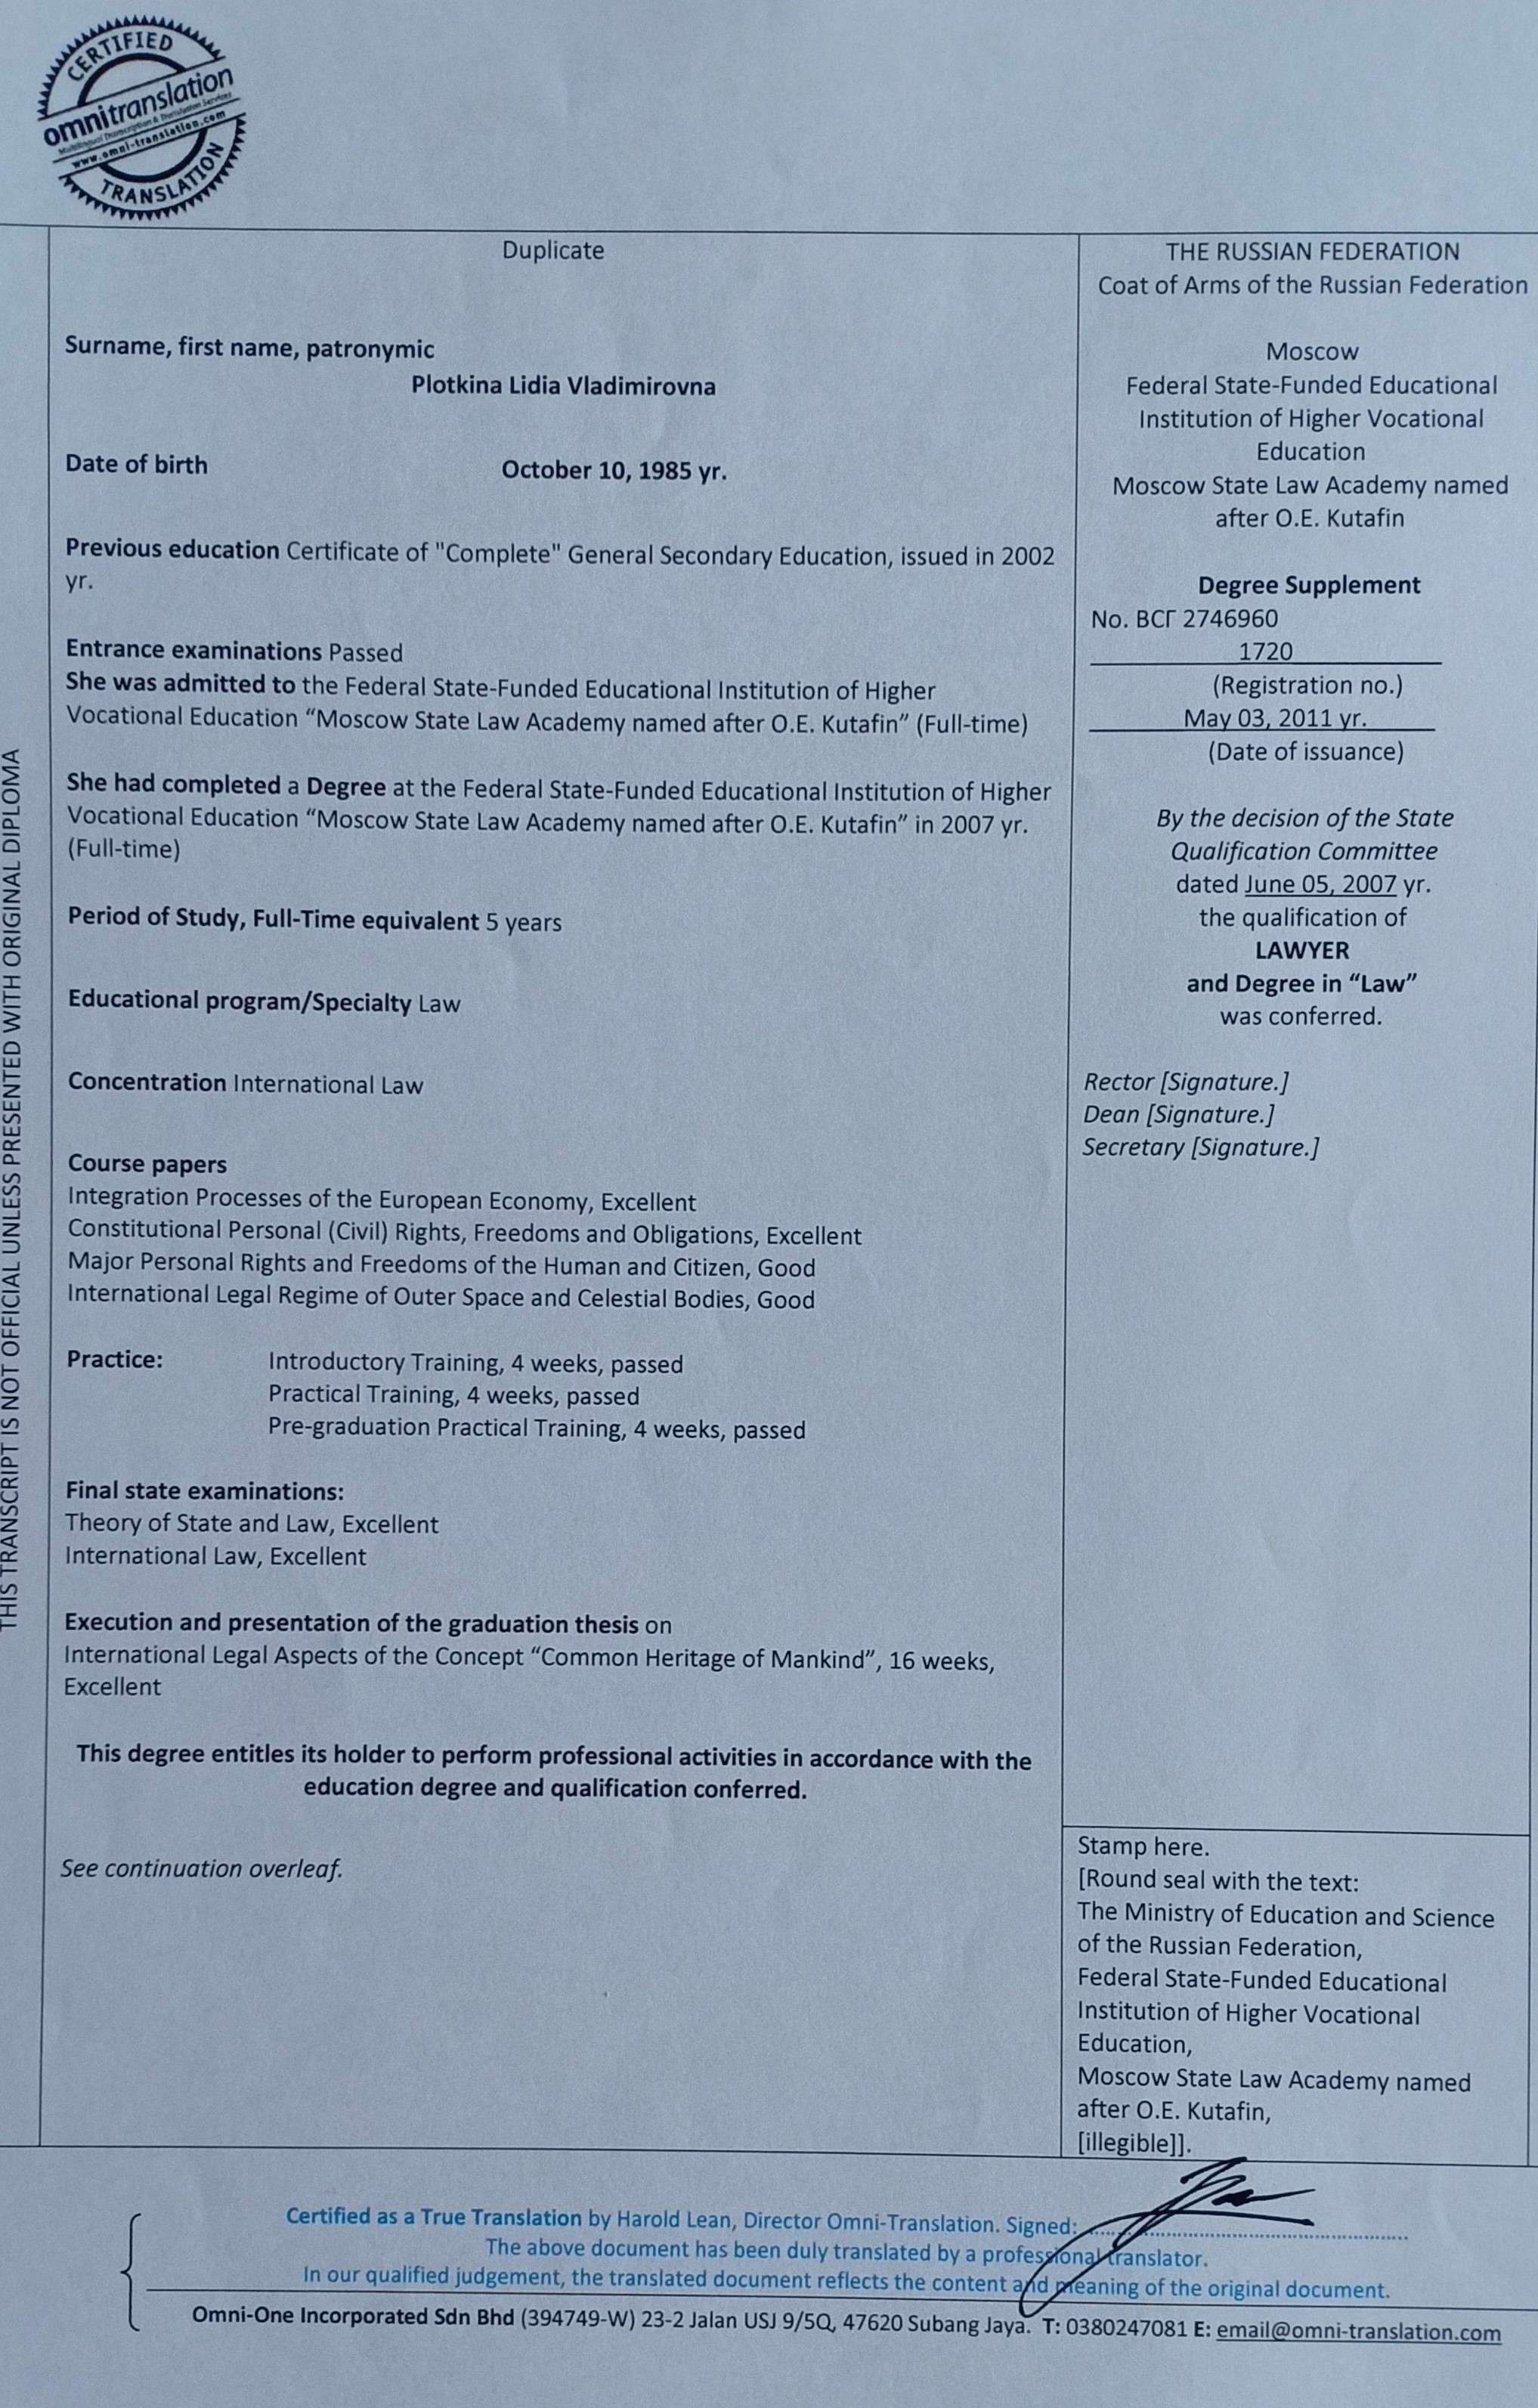 CERTIFIED
omnitranslation
Multilingual Transcription & Translation Services
www.omni-translation.com
TRANSLATION
Duplicate
Surname, first name, patronymic
Plotkina Lidia Vladimirovna
Date of birth October 10, 1985 yr.
Previous education Certificate of "Complete" General Secondary Education, issued in 2002
yr.
Entrance examinations Passed
She was admitted to the Federal State-Funded Educational Institution of Higher
Vocational Education “Moscow State Law Academy named after O.E. Kutafin” (Full-time)
She had completed a Degree at the Federal State-Funded Educational Institution of Higher
Vocational Education “Moscow State Law Academy named after O.E. Kutafin” in 2007 yr.
(Full-time)
Period of Study, Full-Time equivalent 5 years
Educational program/Specialty Law
Concentration International Law
Course papers
Integration Processes of the European Economy, Excellent
Constitutional Personal (Civil) Rights, Freedoms and Obligations, Excellent
Major Personal Rights and Freedoms of the Human and Citizen, Good
International Legal Regime of Outer Space and Celestial Bodies, Good
Practice: Introductory Training, 4 weeks, passed
Practical Training, 4 weeks, passed
Pre-graduation Practical Training, 4 weeks, passed
Final state examinations:
Theory of State and Law, Excellent
International Law, Excellent
Execution and presentation of the graduation thesis on
International Legal Aspects of the Concept “Common Heritage of Mankind”, 16 weeks,
Excellent
This degree entitles its holder to perform professional activities in accordance with the
education degree and qualification conferred.
See continuation overleaf.
THE RUSSIAN FEDERATION
Coat of Arms of the Russian Federation
Moscow
Federal State-Funded Educational
Institution of Higher Vocational
Education
Moscow State Law Academy named
after O.E. Kutafin
Degree Supplement
No. ВСГ 2746960
1720
(Registration no.)
May 03, 2011 yr.
(Date of issuance)
By the decision of the State
Qualification Committee
dated June 05, 2007 yr.
the qualification of
LAWYER
and Degree in “Law”
was conferred.
Rector [Signature.]
Dean [Signature.]
Secretary [Signature.]
Stamp here.
[Round seal with the text:
The Ministry of Education and Science
of the Russian Federation,
Federal State-Funded Educational
Institution of Higher Vocational
Education,
Moscow State Law Academy named
after O.E. Kutafin,
[illegible]].
THIS TRANSCRIPT IS NOT OFFICIAL UNLESS PRESENTED WITH ORIGINAL DIPLOMA
Certified as a True Translation by Harold Lean, Director Omni-Translation. Signed:
The above document has been duly translated by a professional translator.
In our qualified judgement, the translated document reflects the content and meaning of the original document.
Omni-One Incorporated Sdn Bhd (394749-W) 23-2 Jalan USJ 9/5Q, 47620 Subang Jaya. T: 0380247081 E: email@omni-translation.com